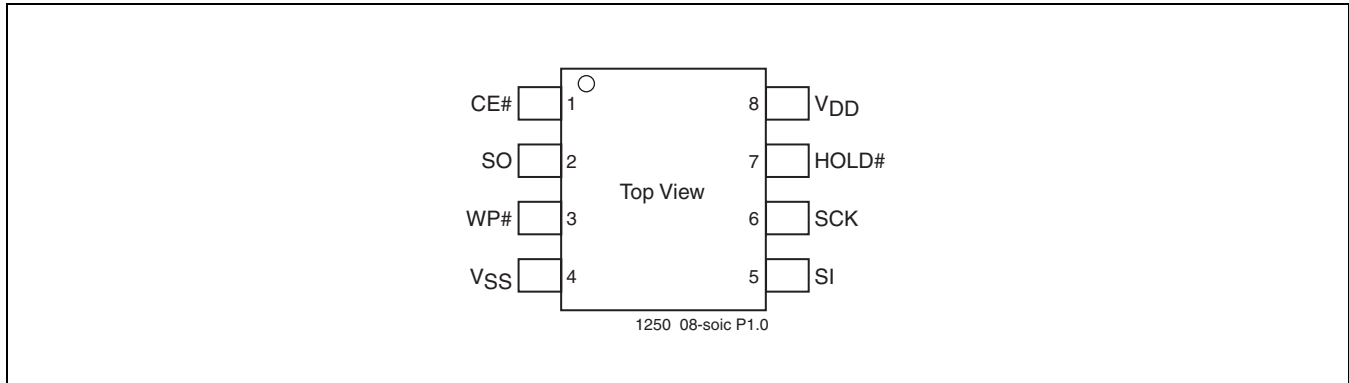 CE# 1 8 VDD
SO 2 7 HOLD#
Top View
WP# 3 6 SCK
VSS 4 5 SI
1250 08-soic P1.0